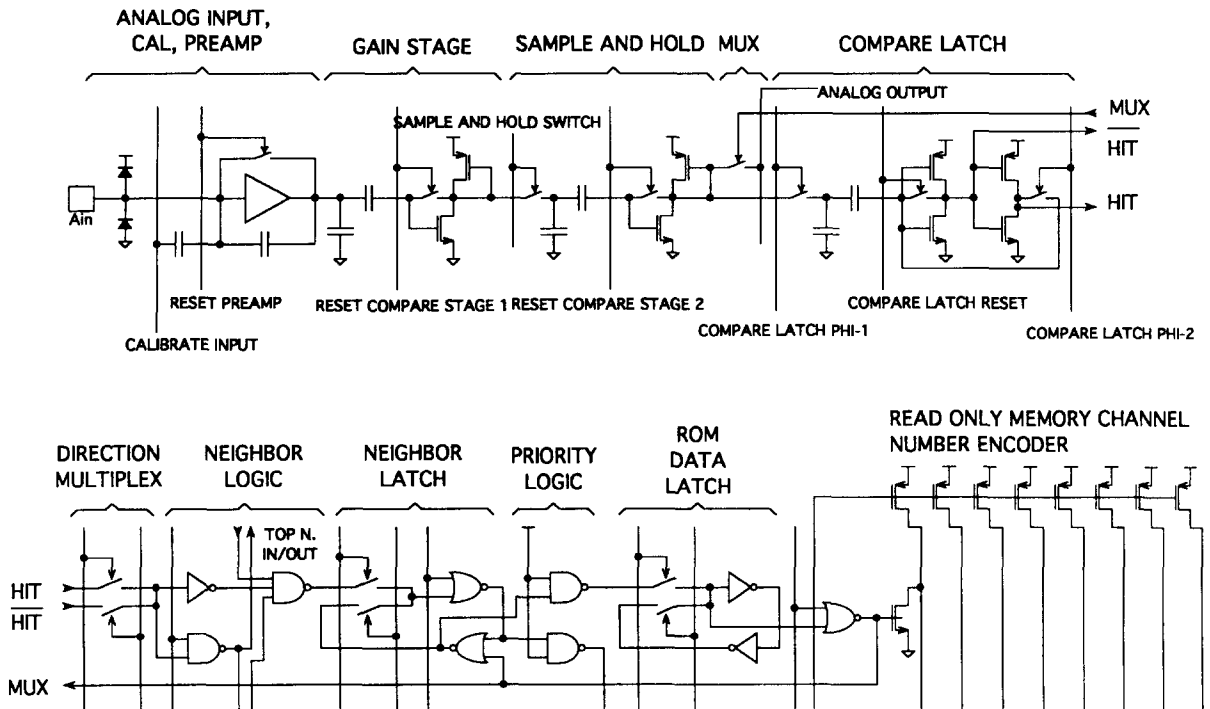 ANALOG INPUT,
CAL, PREAMP
GAIN STAGE
SAMPLE AND HOLD
MUX
COMPARE LATCH
ANALOG OUTPUT
SAMPLE AND HOLD SWITCH
MUX
HIT
HIT
Ain
RESET PREAMP
RESET COMPARE STAGE 1
RESET COMPARE STAGE 2
COMPARE LATCH RESET
CALIBRATE INPUT
COMPARE LATCH PHI-1
COMPARE LATCH PHI-2
DIRECTION
MULTIPLEX
NEIGHBOR
LOGIC
NEIGHBOR
LATCH
PRIORITY
LOGIC
ROM
DATA
LATCH
READ ONLY MEMORY CHANNEL
NUMBER ENCODER
TOP N.
IN/OUT
HIT
HIT
MUX